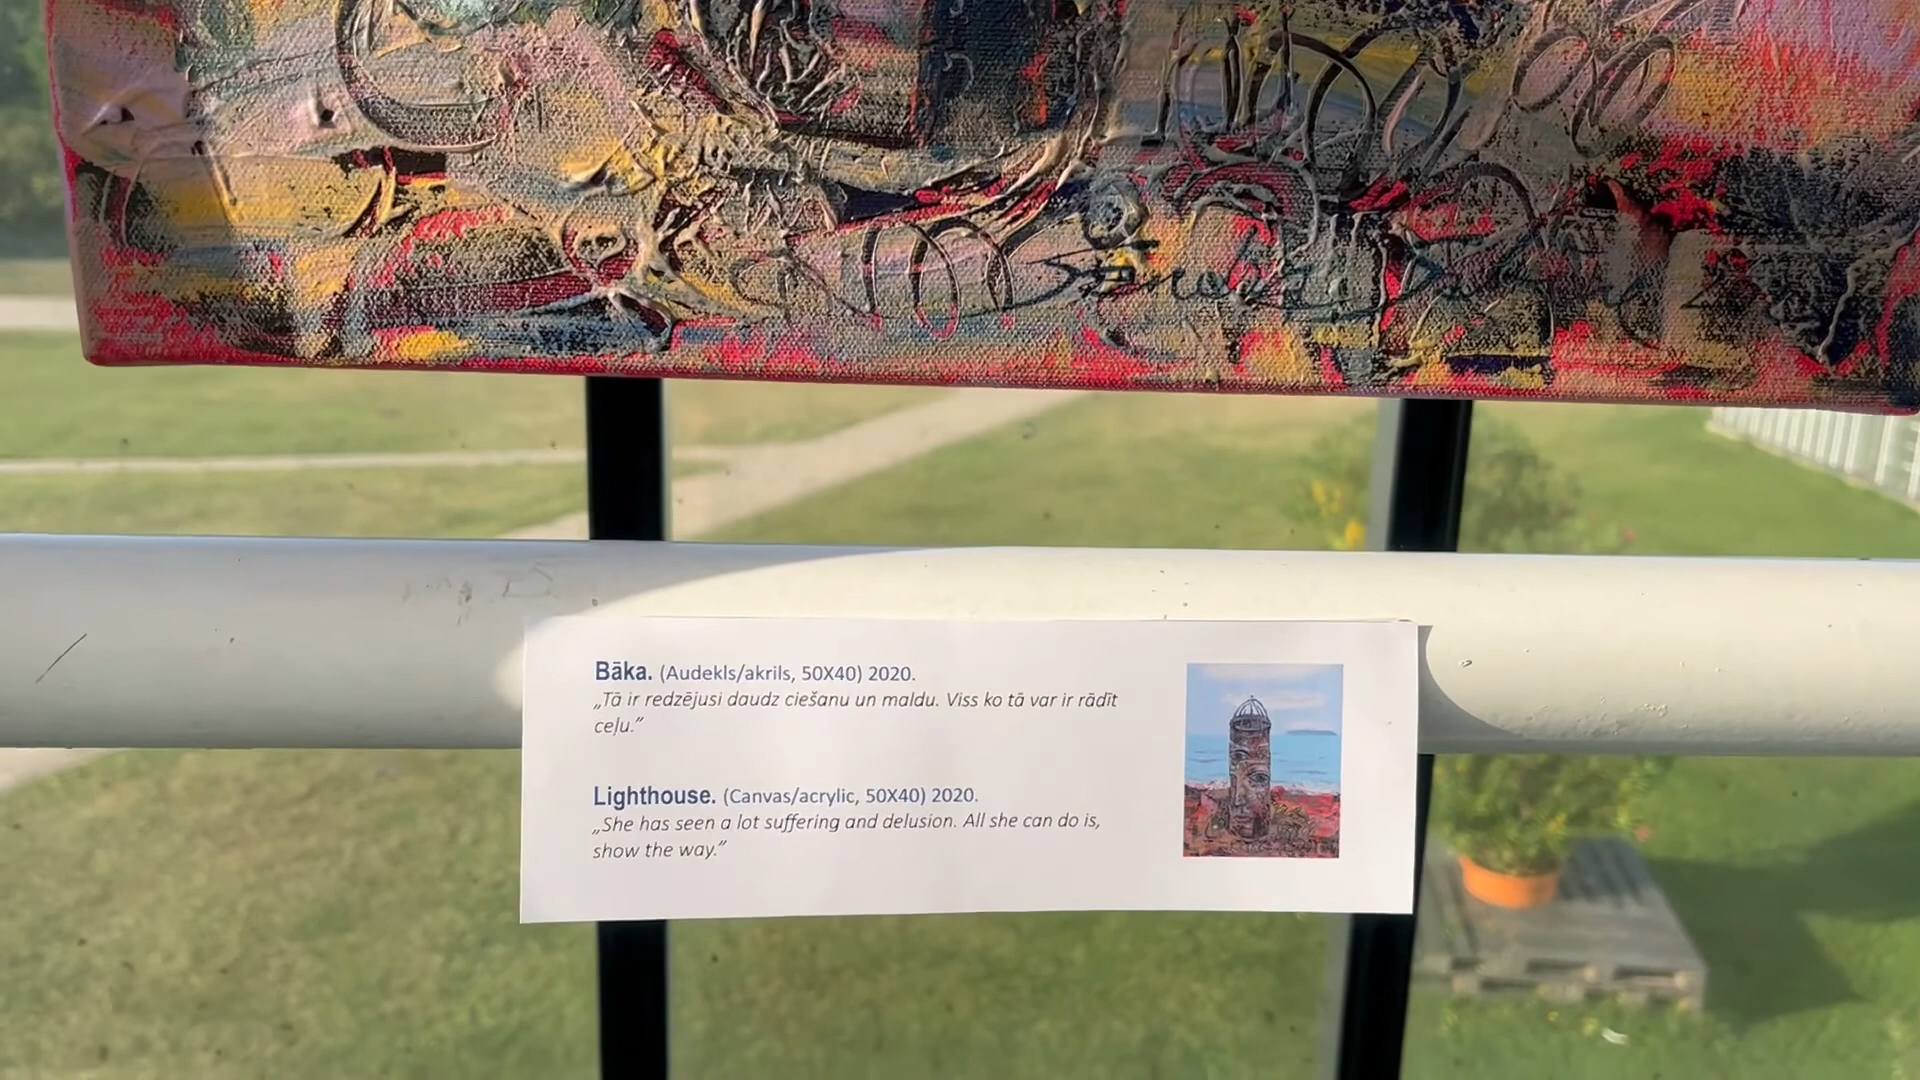 Bāka. (Audekls/akrils, 50X40) 2020.
„Tā ir redzējusi daudz ciešanu un maldu. Viss ko tā var ir rādīt
ceļu.”
Lighthouse. (Canvas/acrylic, 50X40) 2020.
„She has seen a lot suffering and delusion. All she can do is,
show the way.”